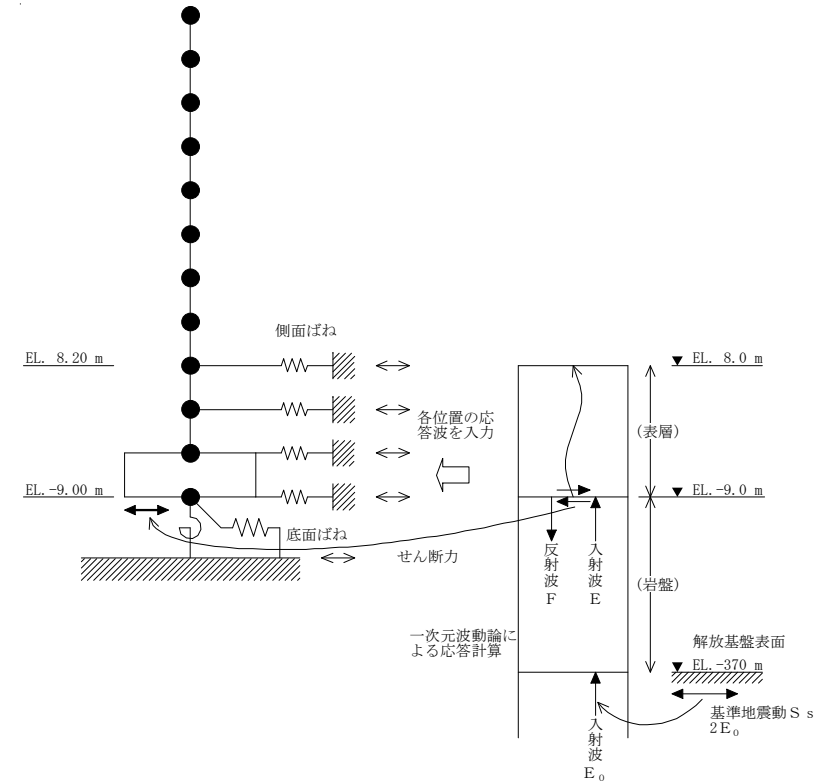 側面ばね
EL. 8.20 m
EL. 8.0 m
各位置の応
答波を入力
(表層)
EL.-9.00 m
EL.-9.0 m
底面ばね
せん断力
反射波F
入射波E
(岩盤)
一次元波動論に
よる応答計算
解放基盤表面
EL.-370 m
基準地震動Ｓｓ
2E₀
入射波E₀